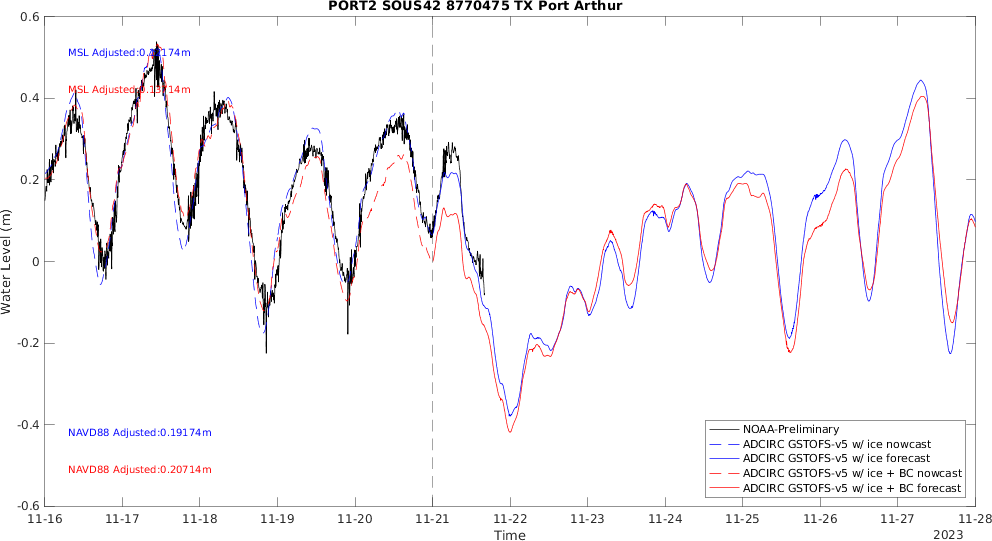 PORT2 SOUS42 8770475 TX Port Arthur
0.6
0.4
0.2
0
-0.2
-0.4
-0.6
Water Level (m)
MSL Adjusted:
MSL Adjusted:
NAVD88 Adjusted:0.19174m
NAVD88 Adjusted:0.20714m
NOAA-Preliminary
ADCIRC GSTOFS-v5 w/ ice nowcast
ADCIRC GSTOFS-v5 w/ ice forecast
ADCIRC GSTOFS-v5 w/ ice + BC nowcast
ADCIRC GSTOFS-v5 w/ ice + BC forecast
11-16 11-17 11-18 11-19 11-20 11-21 11-22 11-23 11-24 11-25 11-26 11-27 11-28
Time
2023